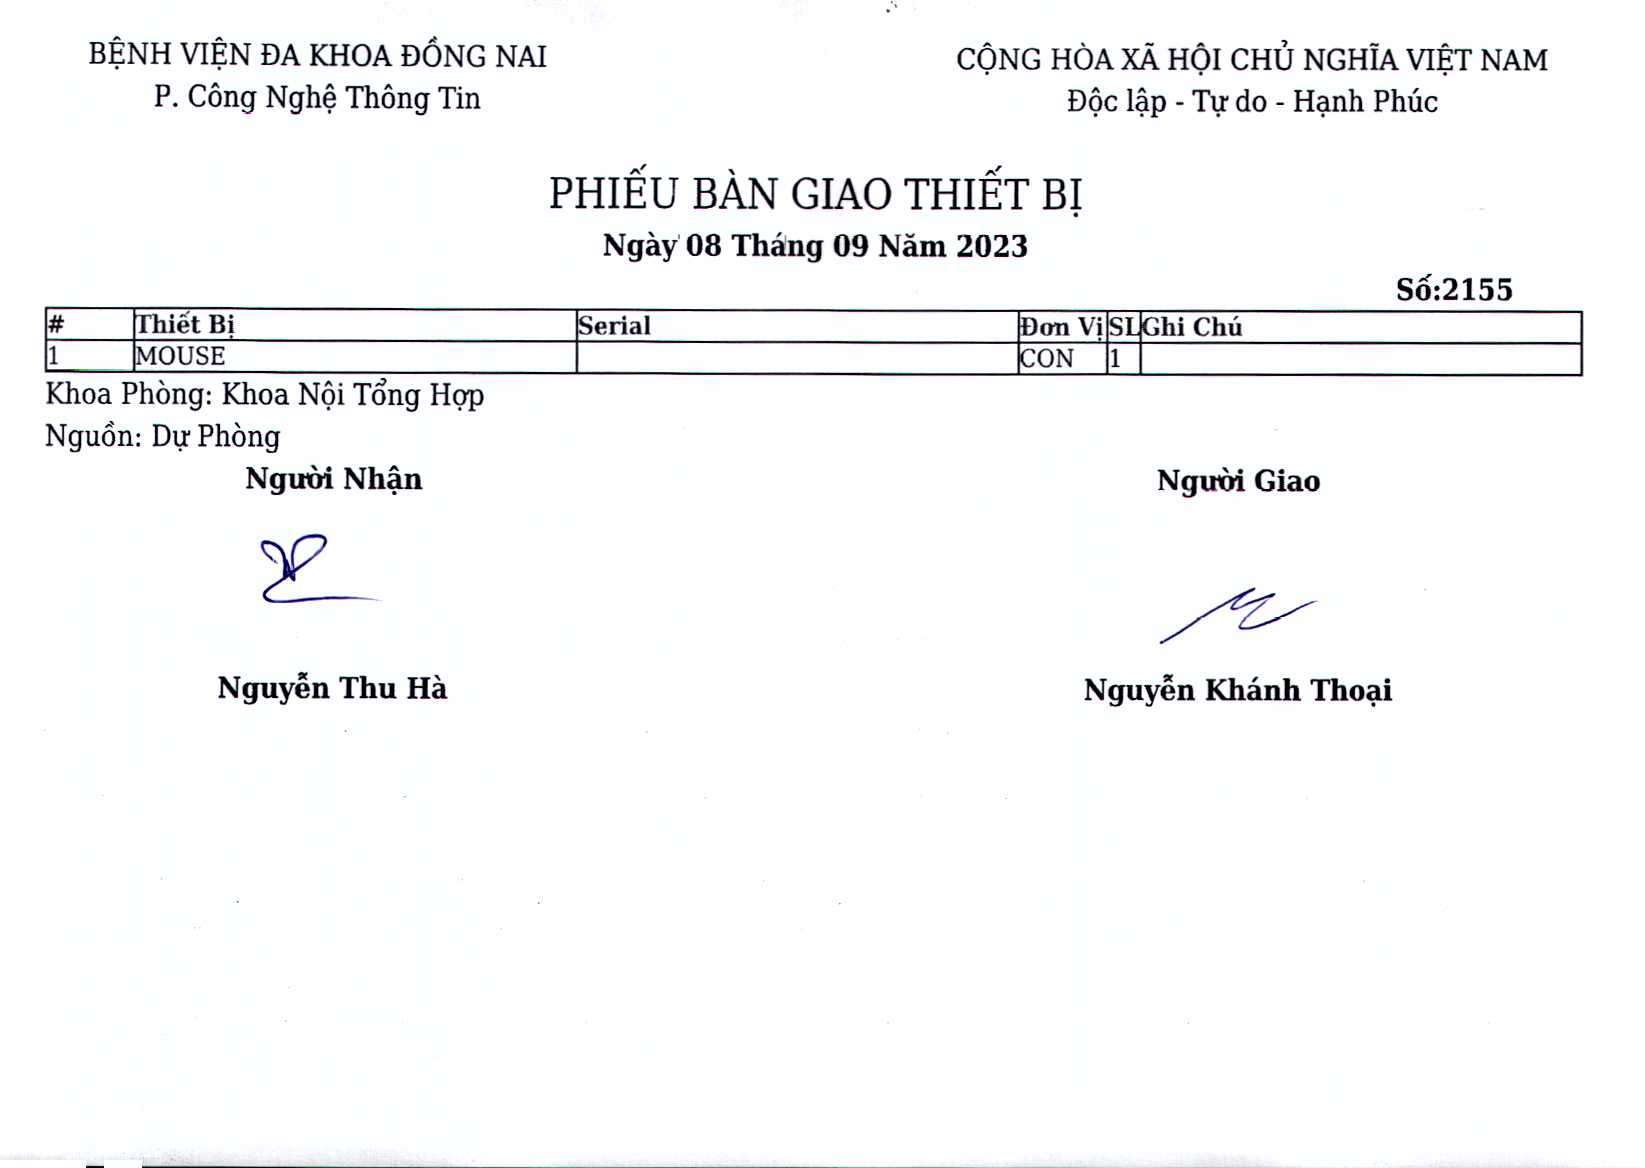 BỆNH VIỆN ĐA KHOA ĐỒNG NAI
P. Công Nghệ Thông Tin
CỘNG HÒA XÃ HỘI CHỦ NGHĨA VIỆT NAM
Độc lập - Tự do - Hạnh Phúc
PHIẾU BÀN GIAO THIẾT BỊ
Ngày 08 Tháng 09 Năm 2023
Số:2155
# Thiết Bị Serial Đơn Vị SL Ghi Chú
1 MOUSE CON 1
Khoa Phòng: Khoa Nội Tổng Hợp
Nguồn: Dự Phòng
Người Nhận Người Giao
Nguyễn Thu Hà Nguyễn Khánh Thoại